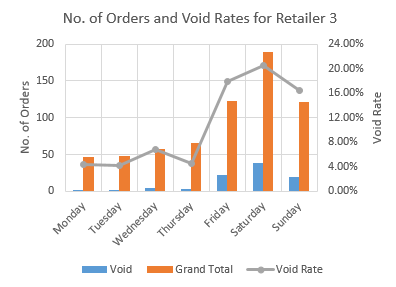 No. of Orders and Void Rates for Retailer 3
200
150
100
50
0
No. of Orders
24.00%
20.00%
16.00%
12.00%
8.00%
4.00%
0.00%
Void Rate
Monday
Tuesday
Wednesday
Thursday
Friday
Saturday
Sunday
Void
Grand Total
Void Rate